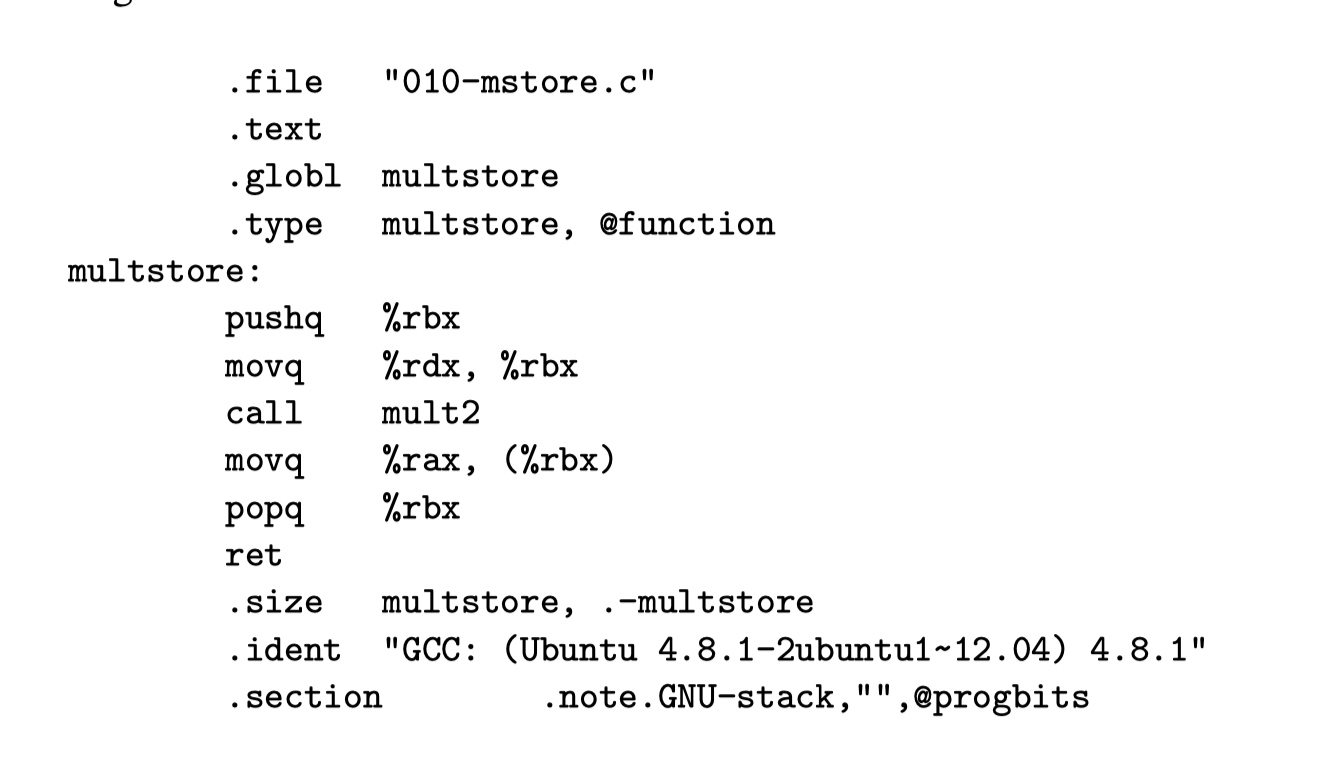 .file "010-mstore.c"
.text
.globl multstore
.type multstore, @function
multstore:
pushq %rbx
movq %rdx, %rbx
call mult2
movq %rax, (%rbx)
popq %rbx
ret
.size multstore, .-multstore
.ident "GCC: (Ubuntu 4.8.1-2ubuntu1~12.04) 4.8.1"
.section .note.GNU-stack,"",@progbits